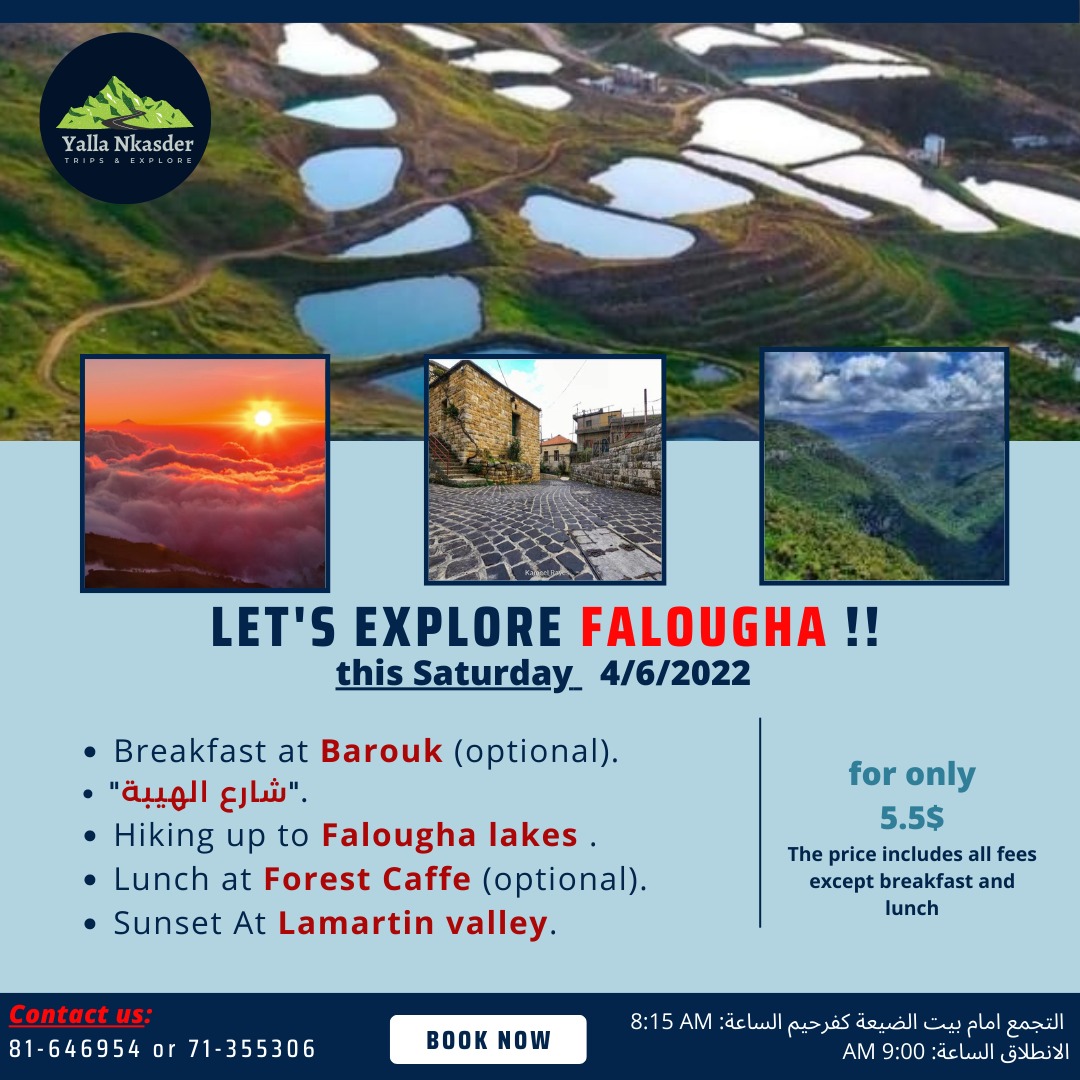 Yalla Nkasder
TRIPS & EXPLORE
LET'S EXPLORE FALOUGHA !!
this Saturday 4/6/2022
Breakfast at Barouk (optional).
"شارع الهيبة".
Hiking up to Falougha lakes .
Lunch at Forest Caffe (optional).
Sunset At Lamartin valley.
for only
5.5$
The price includes all fees
except breakfast and
lunch
Contact us:
81-646954 or 71-355306
BOOK NOW
التجمع امام بيت الضيعة كفرحيم الساعة: 8:15 AM
الانطلاق الساعة: 9:00 AM